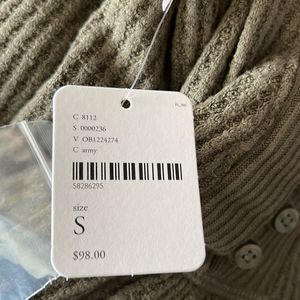 C 8112
S 0000236
V OB1224274
C army
58286295
size
S
$98.00